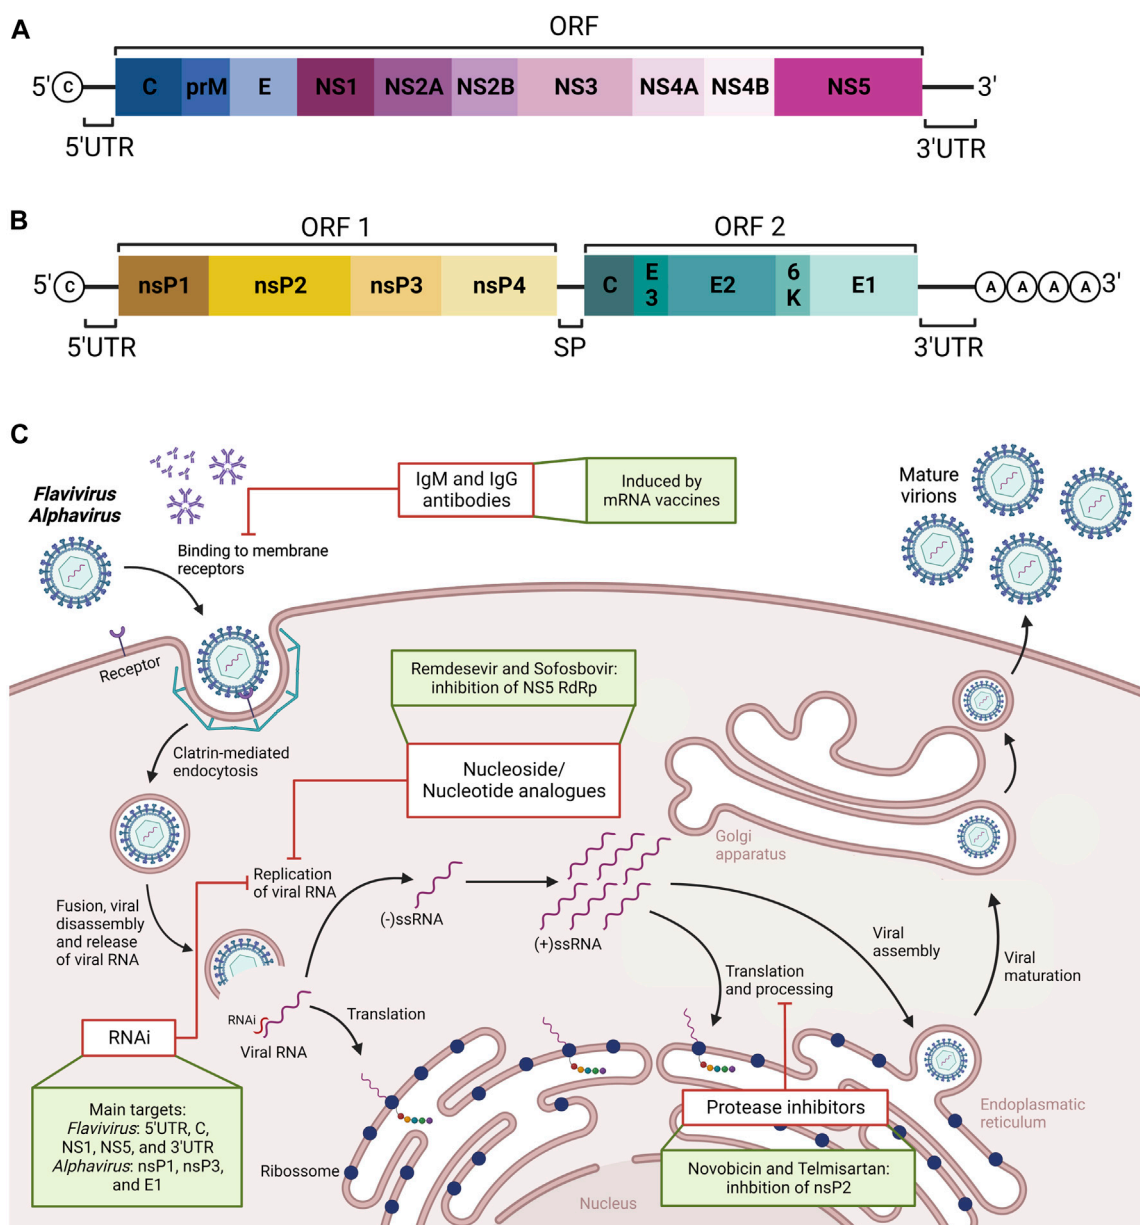 A
ORF
5'
C
C
prM
E
NS1
NS2A
NS2B
NS3
NS4A
NS4B
NS5
3'
5'UTR
3'UTR
B
ORF 1
ORF 2
5'
C
nsP1
nsP2
nsP3
nsP4
C
E
3
E2
6
K
E1
A
A
A
A
3'
5'UTR
SP
3'UTR
C
Flavivirus
Alphavirus
IgM and IgG
antibodies
Induced by
mRNA vaccines
Mature
virions
Binding to membrane
receptors
Receptor
Remdesevir and Sofosbovir:
inhibition of NS5 RdRp
Clatrin-mediated
endocytosis
Nucleoside/
Nucleotide analogues
Golgi
apparatus
Replication
of viral RNA
Fusion, viral
disassembly
and release
of viral RNA
(-)ssRNA
(+)ssRNA
Viral
assembly
Viral
maturation
Translation
and processing
RNAi
Viral RNA
Translation
RNAi
Main targets:
Flavivirus: 5'UTR, C,
NS1, NS5, and 3'UTR
Alphavirus: nsP1, nsP3,
and E1
Protease inhibitors
Endoplasmatic
reticulum
Ribossome
Novobicin and Telmisartan:
inhbition of nsP2
Nucleus